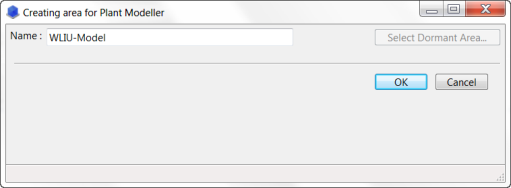 Creating area for Plant Modeller
Name : WLIU-Model Select Dormant Area...
OK Cancel